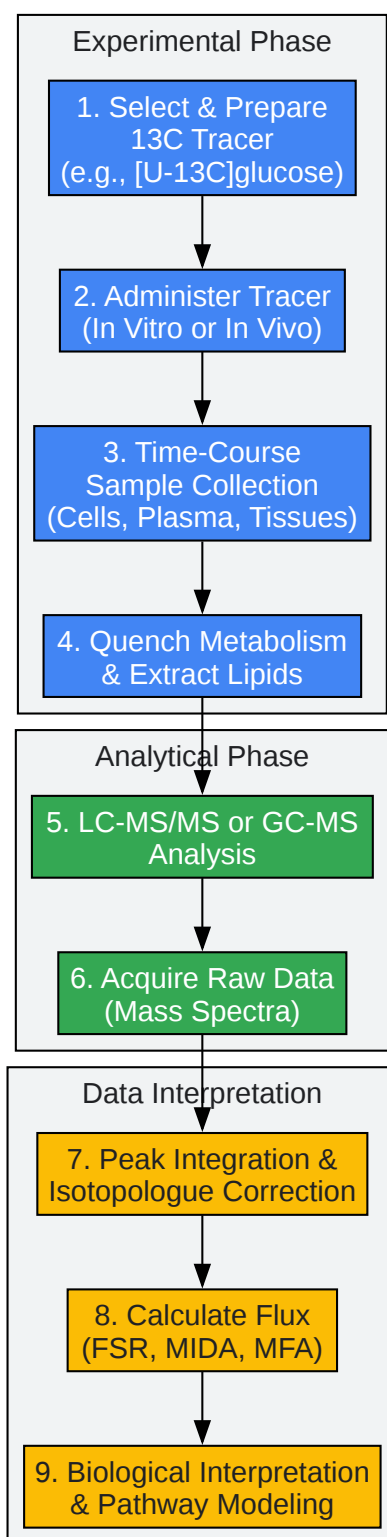 Experimental Phase
1. Select & Prepare
13C Tracer
(e.g., [U-13C]glucose)
2. Administer Tracer
(In Vitro or In Vivo)
3. Time-Course
Sample Collection
(Cells, Plasma, Tissues)
4. Quench Metabolism
& Extract Lipids
Analytical Phase
5. LC-MS/MS or GC-MS
Analysis
6. Acquire Raw Data
(Mass Spectra)
Data Interpretation
7. Peak Integration &
Isotopologue Correction
8. Calculate Flux
(FSR, MIDA, MFA)
9. Biological Interpretation
& Pathway Modeling